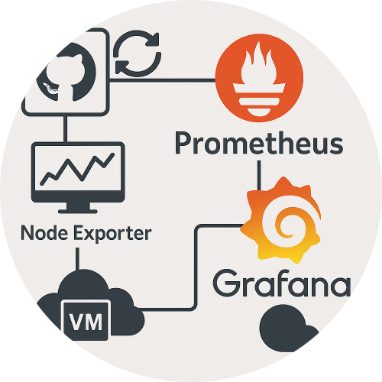 Prometheus
Node Exporter
Grafana
VM